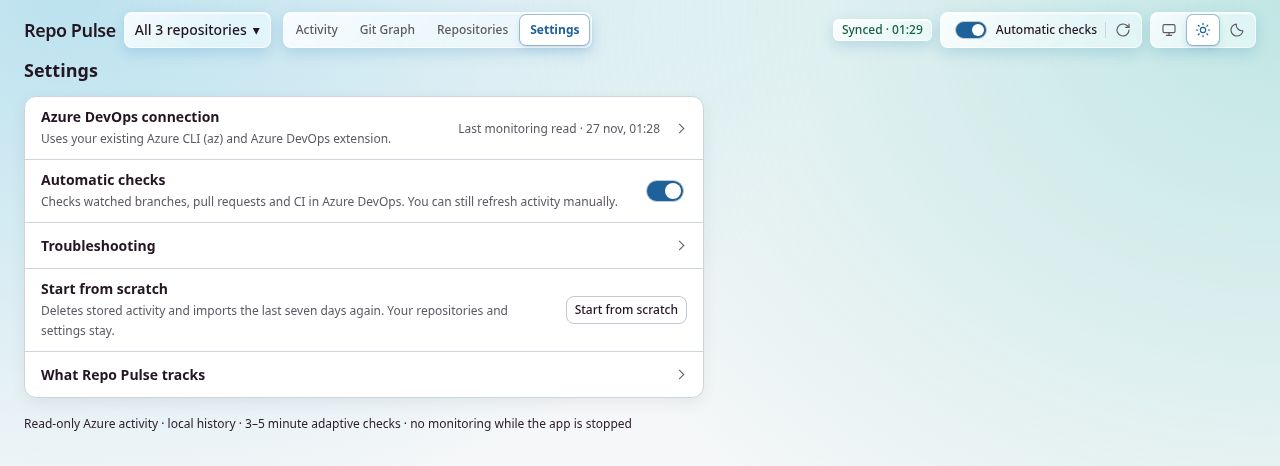 Repo Pulse
All 3 repositories ▾
Activity
Git Graph
Repositories
Settings
Synced · 01:29
Automatic checks
Settings
Azure DevOps connection
Uses your existing Azure CLI (az) and Azure DevOps extension.
Last monitoring read · 27 nov, 01:28
Automatic checks
Checks watched branches, pull requests and CI in Azure DevOps. You can still refresh activity manually.
Troubleshooting
Start from scratch
Deletes stored activity and imports the last seven days again. Your repositories and
settings stay.
Start from scratch
What Repo Pulse tracks
Read-only Azure activity · local history · 3–5 minute adaptive checks · no monitoring while the app is stopped